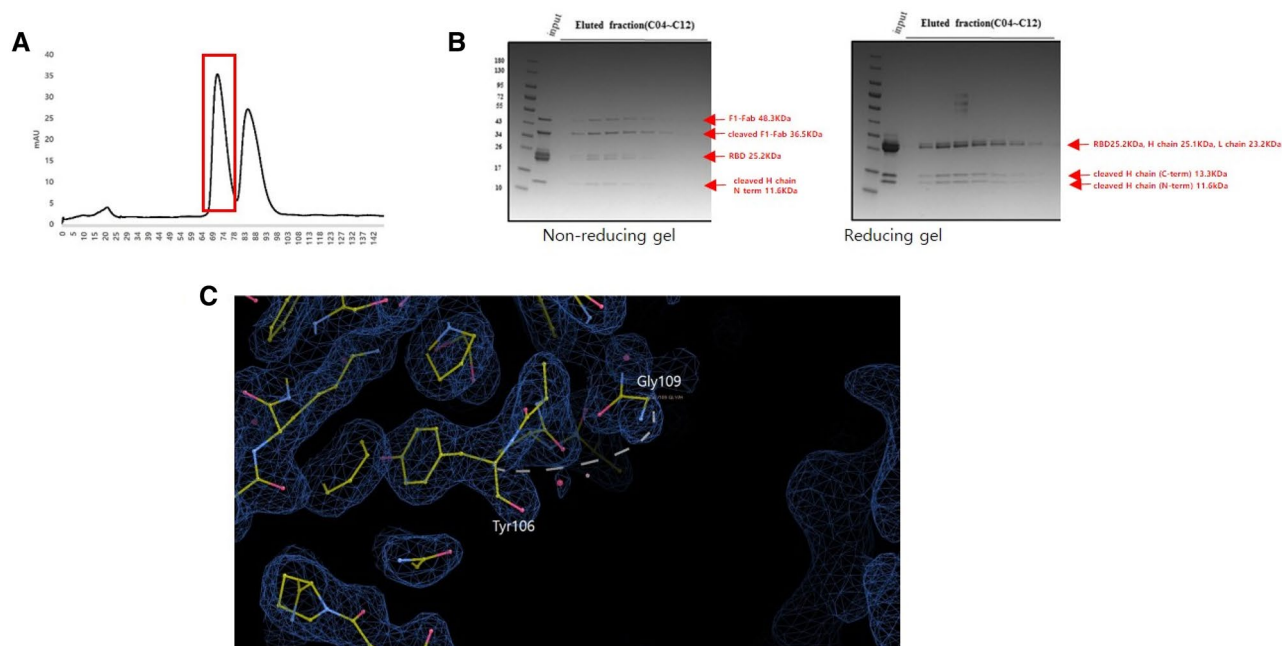 A
40
35
30
25
20
15
10
5
0
mAU
0 5 10 15 20 25 29 34 39 44 49 54 59 64 69 74 78 83 88 93 98 103 108 113 118 122 127 132 137 142
B
input
Eluted fraction(C04~C12)
180
130
95
72
55
43
34
26
17
10
F1-Fab 48.3KDa
cleaved F1-Fab 36.5KDa
RBD 25.2KDa
cleaved H chain
N term 11.6KDa
Non-reducing gel
input
Eluted fraction(C04~C12)
RBD25.2KDa, H chain 25.1KDa, L chain 23.2KDa
cleaved H chain (C-term) 13.3KDa
cleaved H chain (N-term) 11.6kDa
Reducing gel
C
Gly109
Tyr106